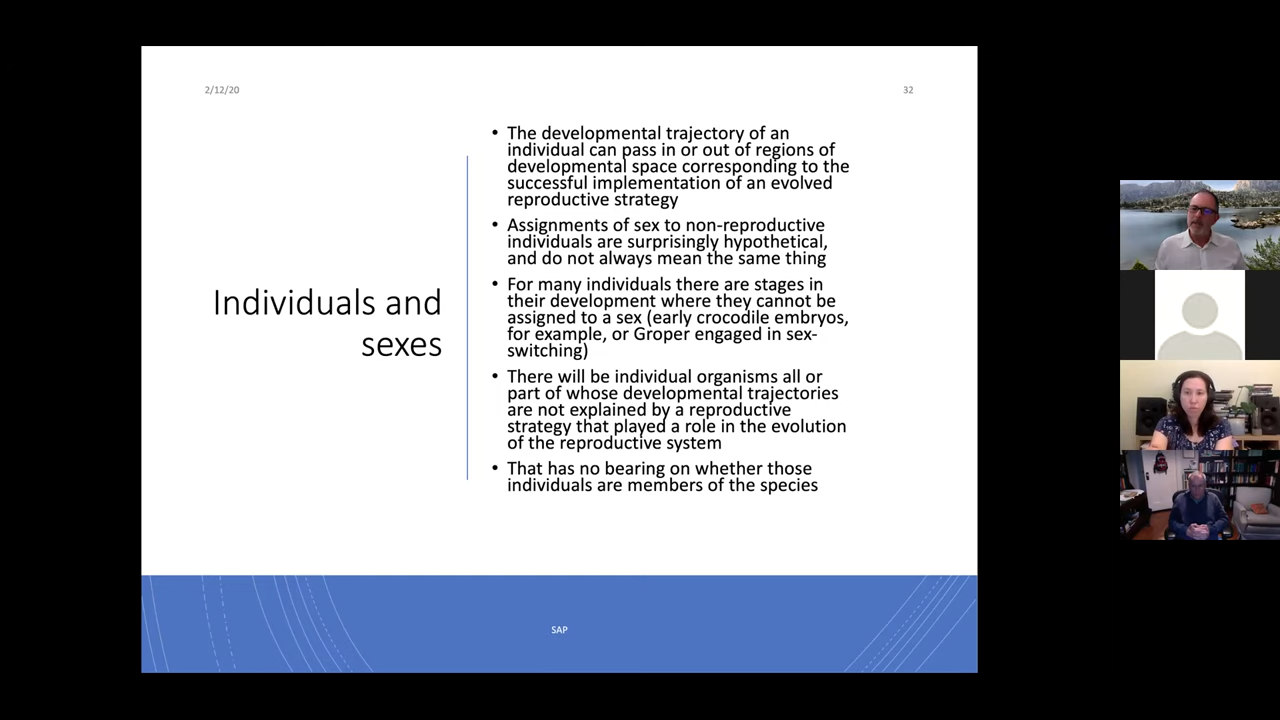 2/12/20
32
Individuals and
sexes
• The developmental trajectory of an
individual can pass in or out of regions of
developmental space corresponding to the
successful implementation of an evolved
reproductive strategy
• Assignments of sex to non-reproductive
individuals are surprisingly hypothetical,
and do not always mean the same thing
• For many individuals there are stages in
their development where they cannot be
assigned to a sex (early crocodile embryos,
for example, or Groper engaged in sex-
switching)
• There will be individual organisms all or
part of whose developmental trajectories
are not explained by a reproductive
strategy that played a role in the evolution
of the reproductive system
• That has no bearing on whether those
individuals are members of the species
SAP